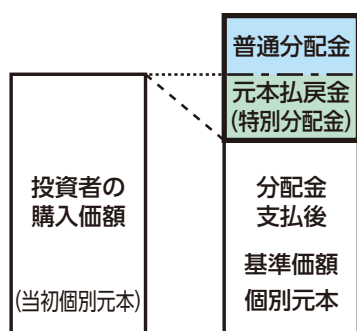 普通分配金
元本払戻金
(特別分配金)
投資者の
購入価額
(当初個別元本)
分配金
支払後
基準価額
個別元本